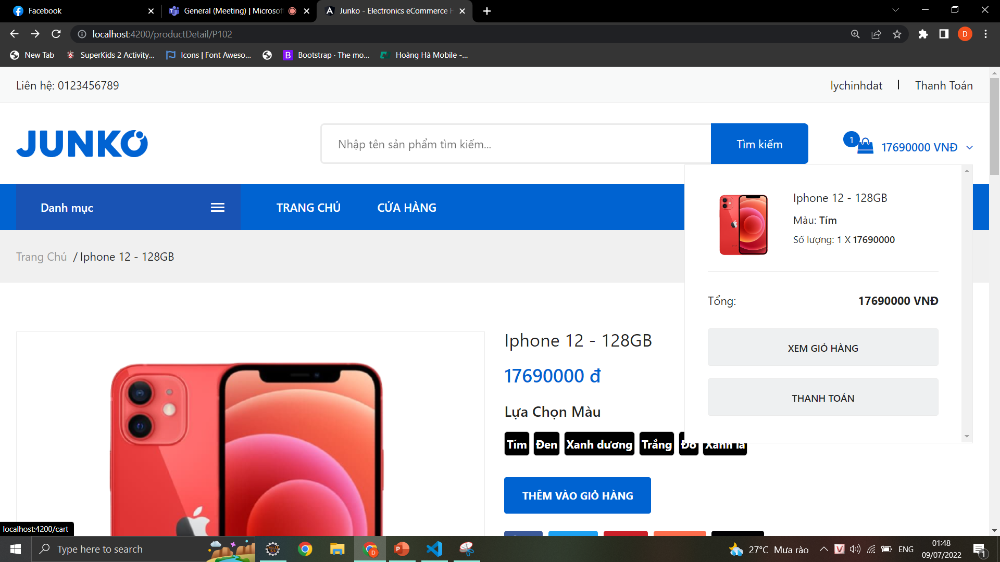 Facebook
General (Meeting) | Microsof
Junko - Electronics eCommerce H
localhost:4200/productDetail/P102
D
New Tab
SuperKids 2 Activity...
Icons | Font Aweso...
B Bootstrap · The mo...
Hoàng Hà Mobile -...
Liên hệ: 0123456789
lychinhdat | Thanh Toán
JUNKO
Nhập tên sản phẩm tìm kiếm...
Tìm kiếm
1
17690000 VNĐ
Danh mục
TRANG CHỦ
CỬA HÀNG
Iphone 12 - 128GB
Màu: Tím
Số lượng: 1 X 17690000
Trang Chủ / Iphone 12 - 128GB
Tổng: 17690000 VNĐ
XEM GIỎ HÀNG
THANH TOÁN
Iphone 12 - 128GB
17690000 đ
Lựa Chọn Màu
Tím Đen Xanh dương Trắng Đỏ Xanh lá
THÊM VÀO GIỎ HÀNG
localhost:4200/cart
Type here to search
27°C Mưa rào
ENG
01:48
09/07/2022
1